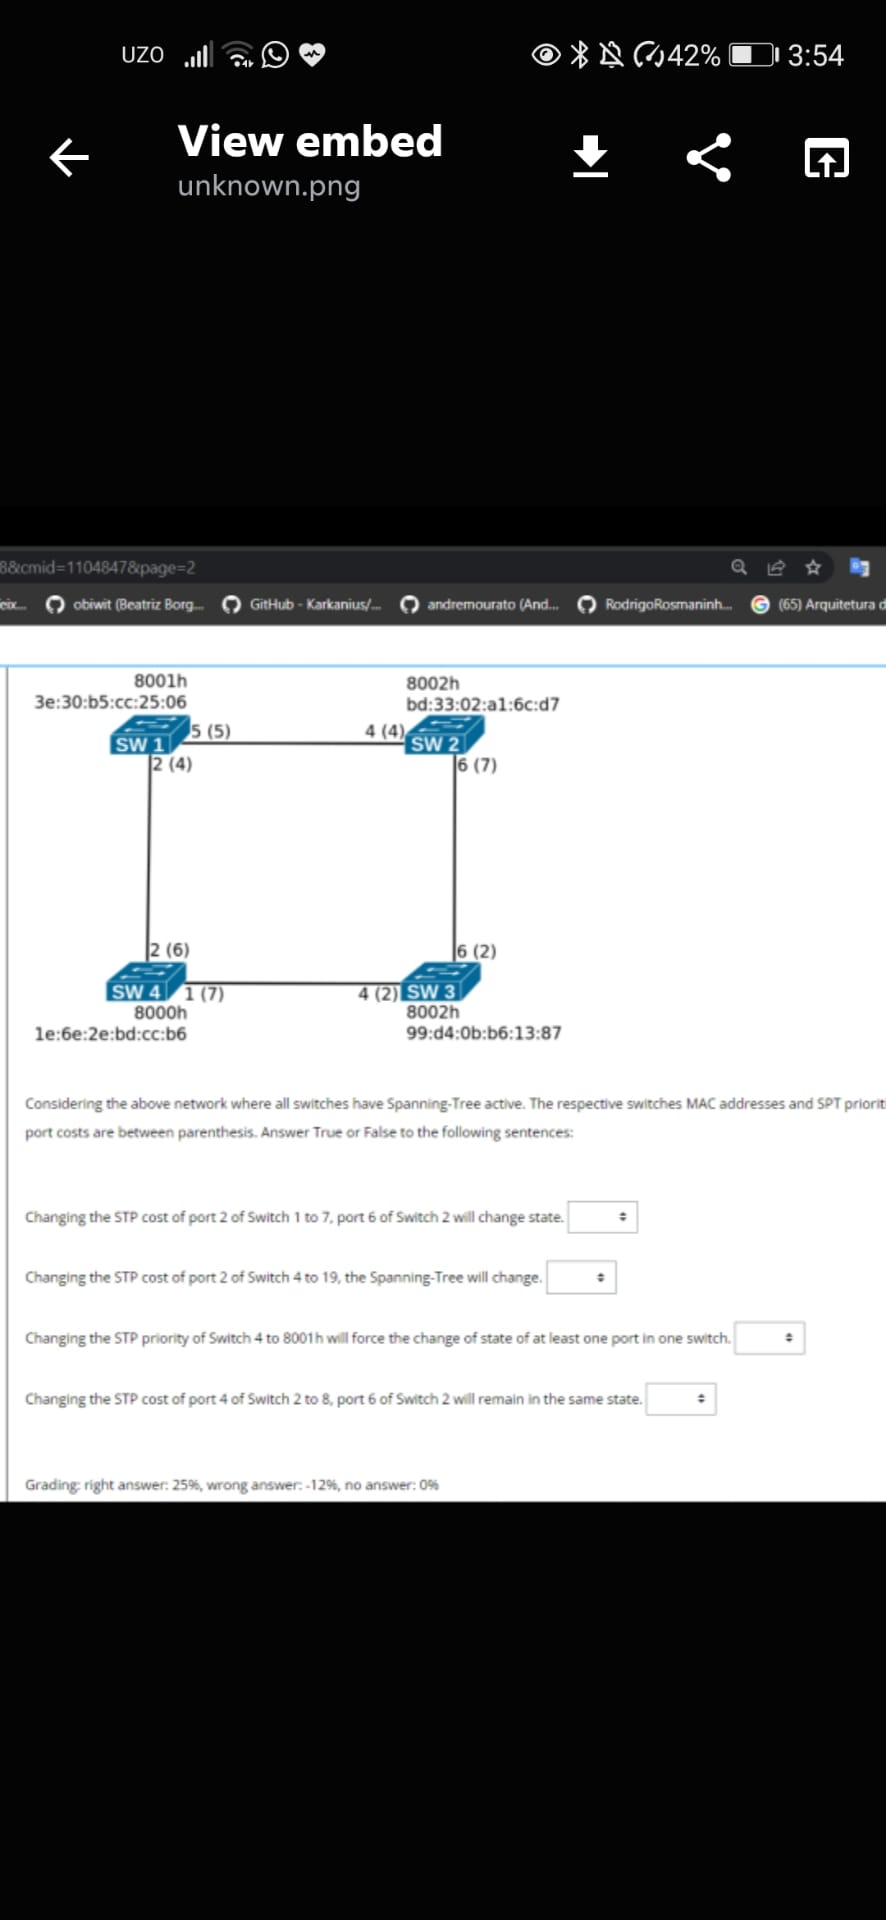 UZO 42% 3:54
View embed
unknown.png
8&cmid=1104847&page=2
eix... obiwit (Beatriz Borg... GitHub - Karkanius/... andremourato (And... RodrigoRosmaninh... (65) Arquitetura d
8001h 8002h
3e:30:b5:cc:25:06 bd:33:02:a1:6c:d7
5 (5) 4 (4)
SW 1 SW 2
2 (4) 6 (7)
2 (6) 6 (2)
SW 4 1 (7) 4 (2) SW 3
8000h 8002h
1e:6e:2e:bd:cc:b6 99:d4:0b:b6:13:87
Considering the above network where all switches have Spanning-Tree active. The respective switches MAC addresses and SPT priorit
port costs are between parenthesis. Answer True or False to the following sentences:
Changing the STP cost of port 2 of Switch 1 to 7, port 6 of Switch 2 will change state.
Changing the STP cost of port 2 of Switch 4 to 19, the Spanning-Tree will change.
Changing the STP priority of Switch 4 to 8001h will force the change of state of at least one port in one switch.
Changing the STP cost of port 4 of Switch 2 to 8, port 6 of Switch 2 will remain in the same state.
Grading: right answer: 25%, wrong answer: -12%, no answer: 0%